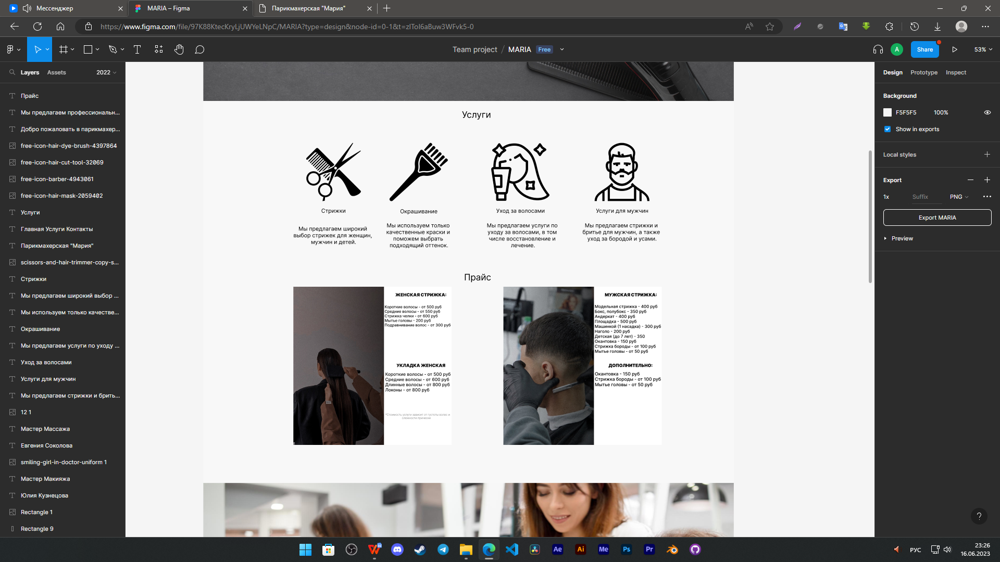 Мессенджер
MARIA – Figma
Парикмахерская "Мария"
https://www.figma.com/file/97K88KtecKryLjUWYeLNpC/MARIA?type=design&node-id=0-1&t=zITol6aBuw3WFvk5-0
Team project / MARIA Free
A
Share
53%
Layers
Assets
2022
Прайс
Мы предлагаем профессиональн...
Добро пожаловать в парикмахер...
free-icon-hair-dye-brush-4397864
free-icon-hair-cut-tool-32069
free-icon-barber-4943061
free-icon-hair-mask-2059402
Услуги
Главная Услуги Контакты
Парикмахерская "Мария"
scissors-and-hair-trimmer-copy-s...
Стрижки
Мы предлагаем широкий выбор ...
Мы используем только качестве...
Окрашивание
Мы предлагаем услуги по уходу ...
Уход за волосами
Услуги для мужчин
Мы предлагаем стрижки и брить...
12 1
Мастер Массажа
Евгения Соколова
smiling-girl-in-doctor-uniform 1
Мастер Макияжа
Юлия Кузнецова
Rectangle 1
Rectangle 9
Услуги
Стрижки
Мы предлагаем широкий
выбор стрижек для женщин,
мужчин и детей.
Окрашивание
Мы используем только
качественные краски и
поможем выбрать
подходящий оттенок.
Уход за волосами
Мы предлагаем услуги по
уходу за волосами, в том
числе восстановление и
лечение.
Услуги для мужчин
Мы предлагаем стрижки и
бритье для мужчин, а также
уход за бородой и усами.
Прайс
ЖЕНСКАЯ СТРИЖКА:
Короткие волосы - от 500 руб
Средние волосы - от 550 руб
Стрижка челки - от 600 руб
Мытье головы - 200 руб
Подравнивание волос - от 300 руб
УКЛАДКА ЖЕНСКАЯ
Короткие волосы - от 500 руб
Средние волосы - от 600 руб
Длинные волосы - от 800 руб
Локоны - от 800 руб
*Стоимость услуги зависит от густоты волос и
сложности прически
МУЖСКАЯ СТРИЖКА:
Модельная стрижка - 400 руб
Бокс, полубокс - 350 руб
Андеркат - 400 руб
Площадка - 500 руб
Машинкой (1 насадка) - 300 руб
Наголо - 200 руб
Детская (до 7 лет) - 350
Окантовка - 150 руб
Стрижка бороды - от 100 руб
Мытье головы - от 50 руб
ДОПОЛНИТЕЛЬНО:
Окантовка - 150 руб
Стрижка бороды - от 100 руб
Мытье головы - от 50 руб
Design
Prototype
Inspect
Background
F5F5F5
100%
Show in exports
Local styles
Export
1x
Suffix
PNG
Export MARIA
Preview
?
Ae
Ai
Me
Ps
Pr
РУС
23:26
16.06.2023